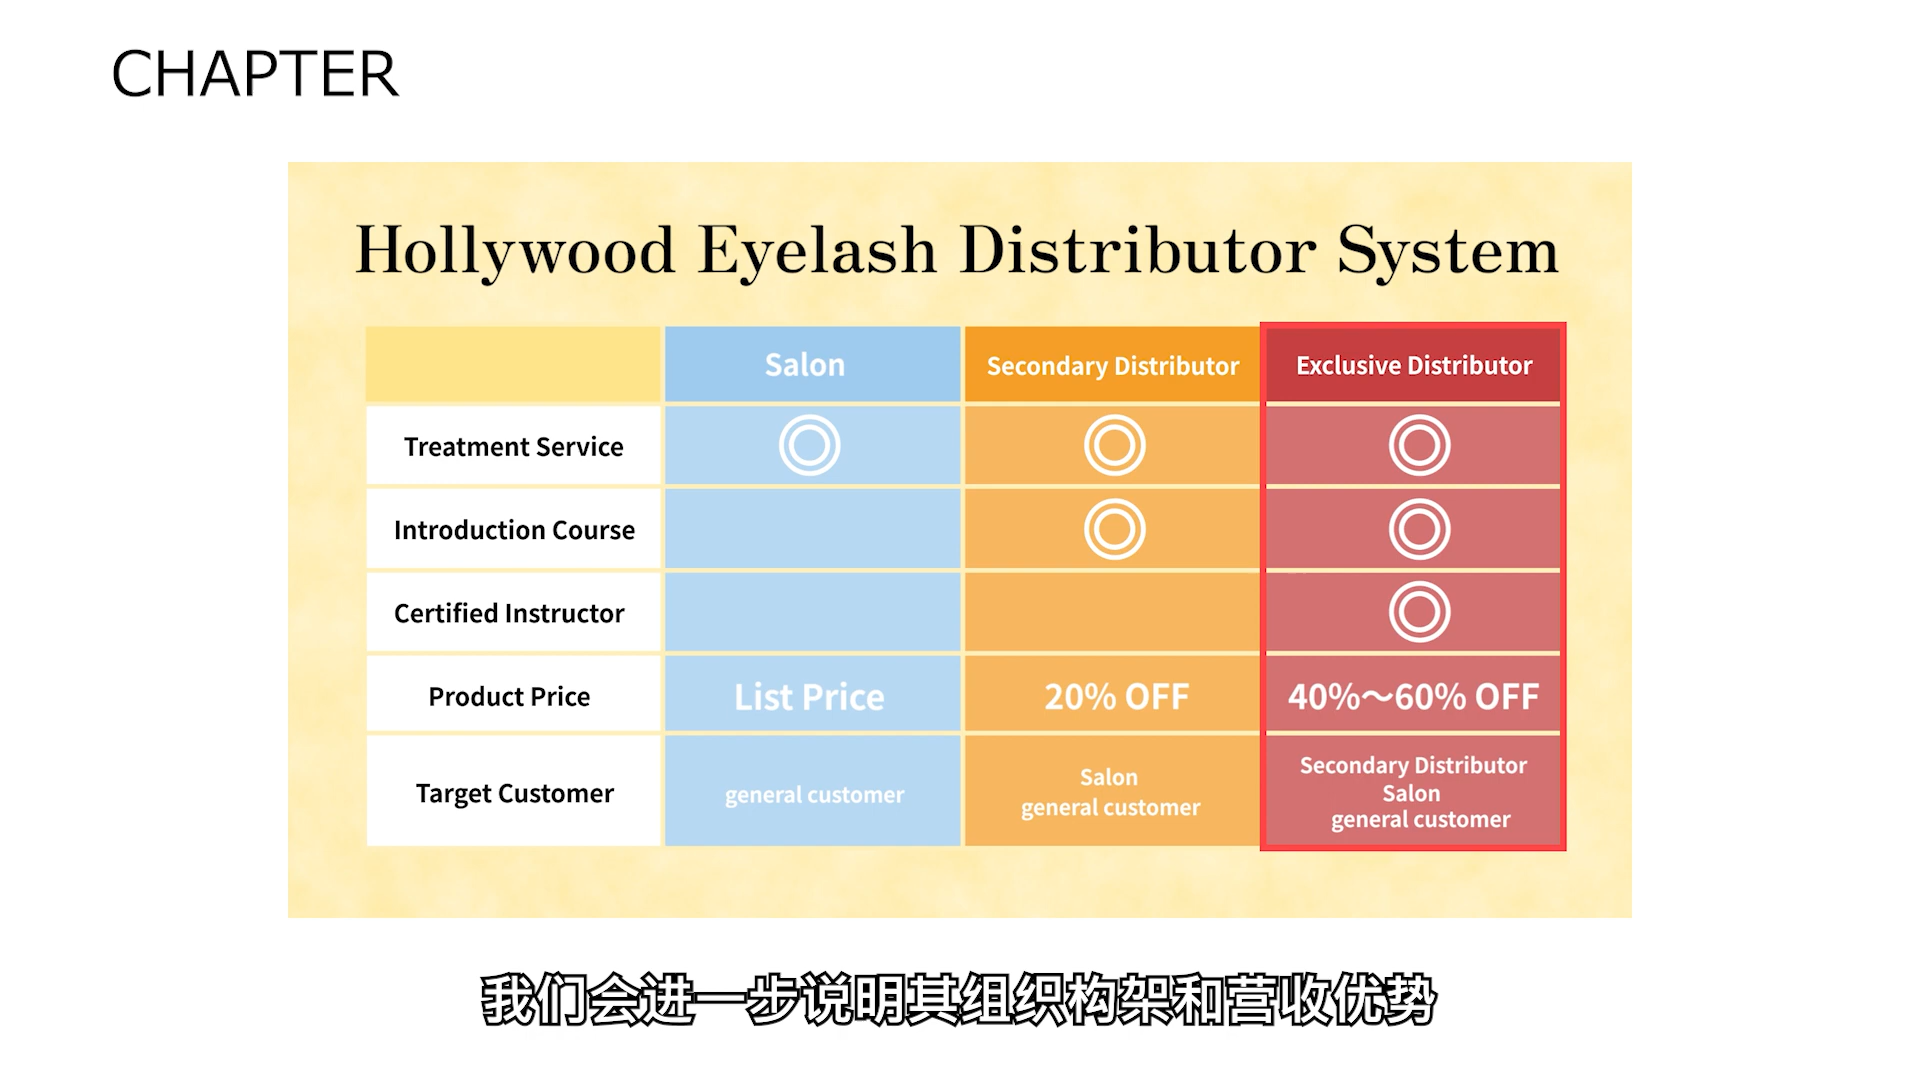 CHAPTER
Hollywood Eyelash Distributor System
Salon
Secondary Distributor
Exclusive Distributor
Treatment Service
Introduction Course
Certified Instructor
Product Price
List Price
20% OFF
40%～60% OFF
Target Customer
general customer
Salon
general customer
Secondary Distributor
Salon
general customer
我们会进一步说明其组织构架和营收优势